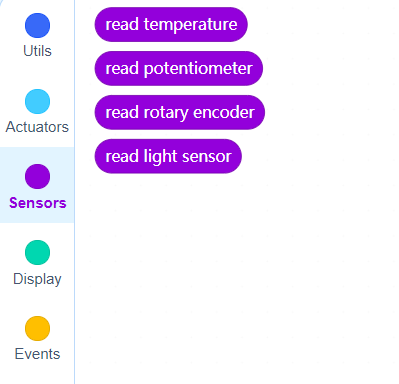 Utils
Actuators
Sensors
Display
Events
read temperature
read potentiometer
read rotary encoder
read light sensor